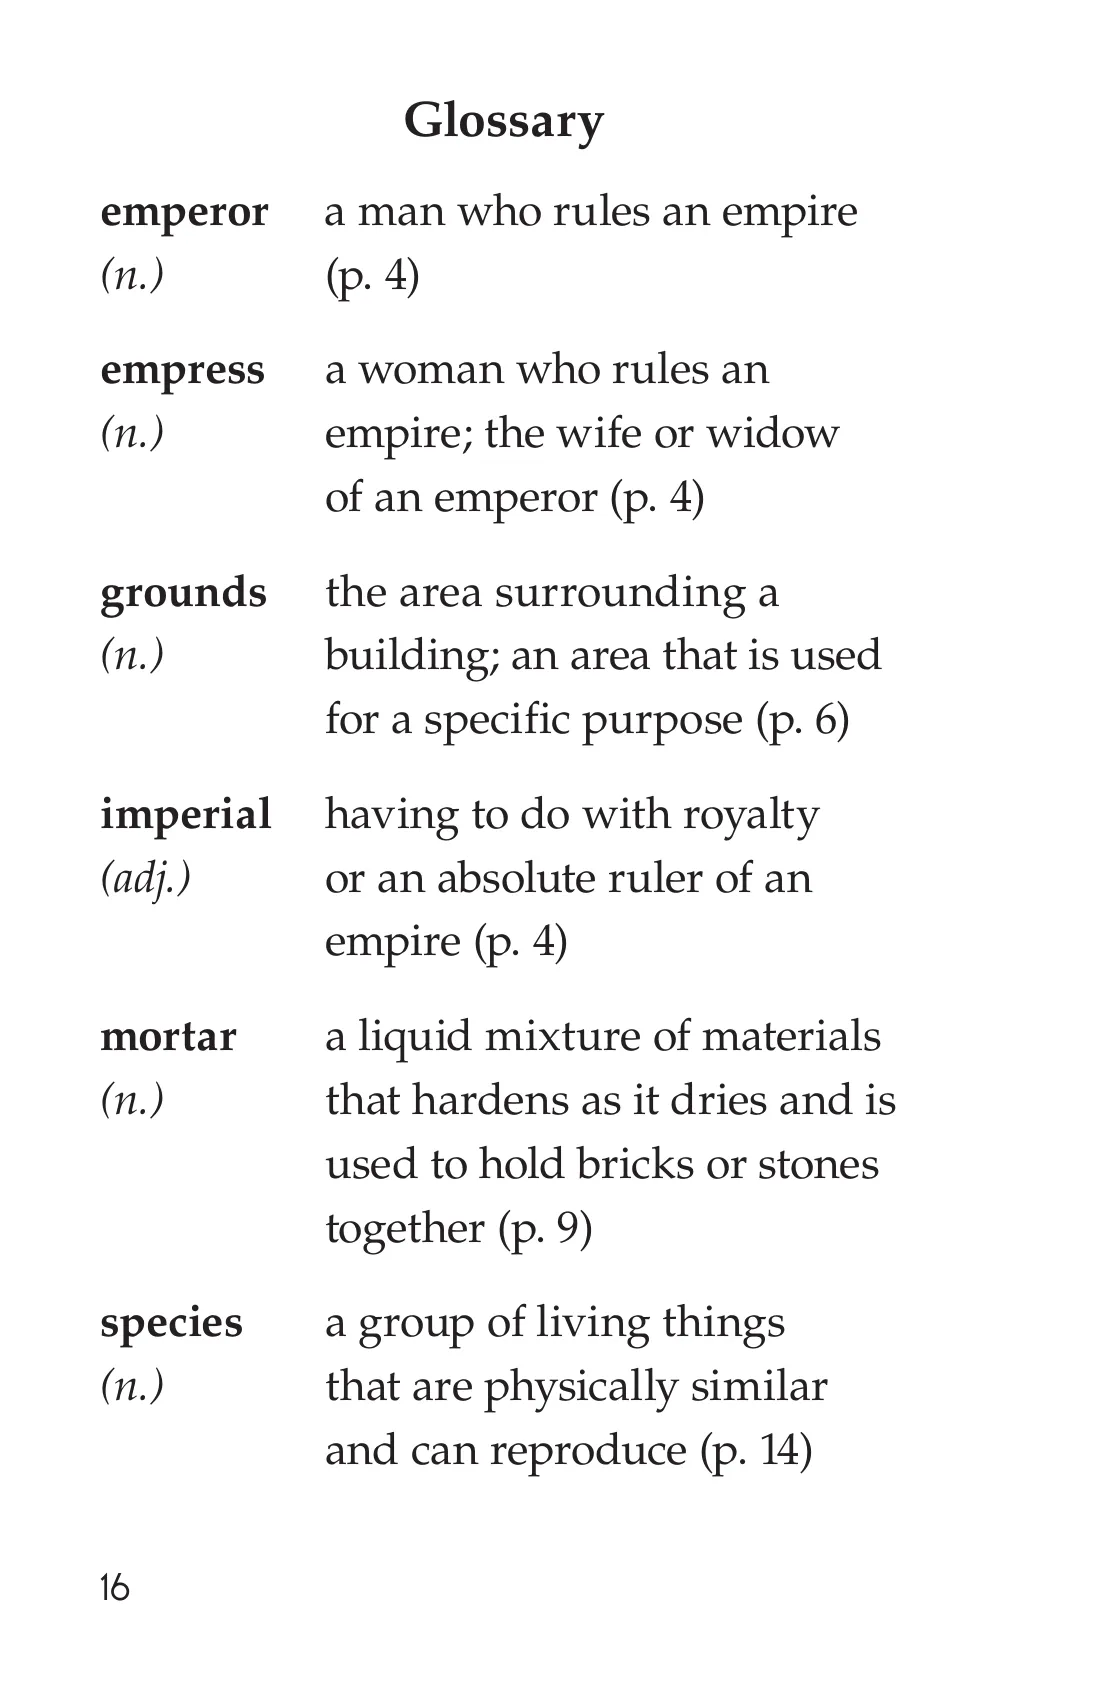 Glossary
emperor a man who rules an empire
(n.) (p. 4)
empress a woman who rules an
(n.) empire; the wife or widow
of an emperor (p. 4)
grounds the area surrounding a
(n.) building; an area that is used
for a specific purpose (p. 6)
imperial having to do with royalty
(adj.) or an absolute ruler of an
empire (p. 4)
mortar a liquid mixture of materials
(n.) that hardens as it dries and is
used to hold bricks or stones
together (p. 9)
species a group of living things
(n.) that are physically similar
and can reproduce (p. 14)
16